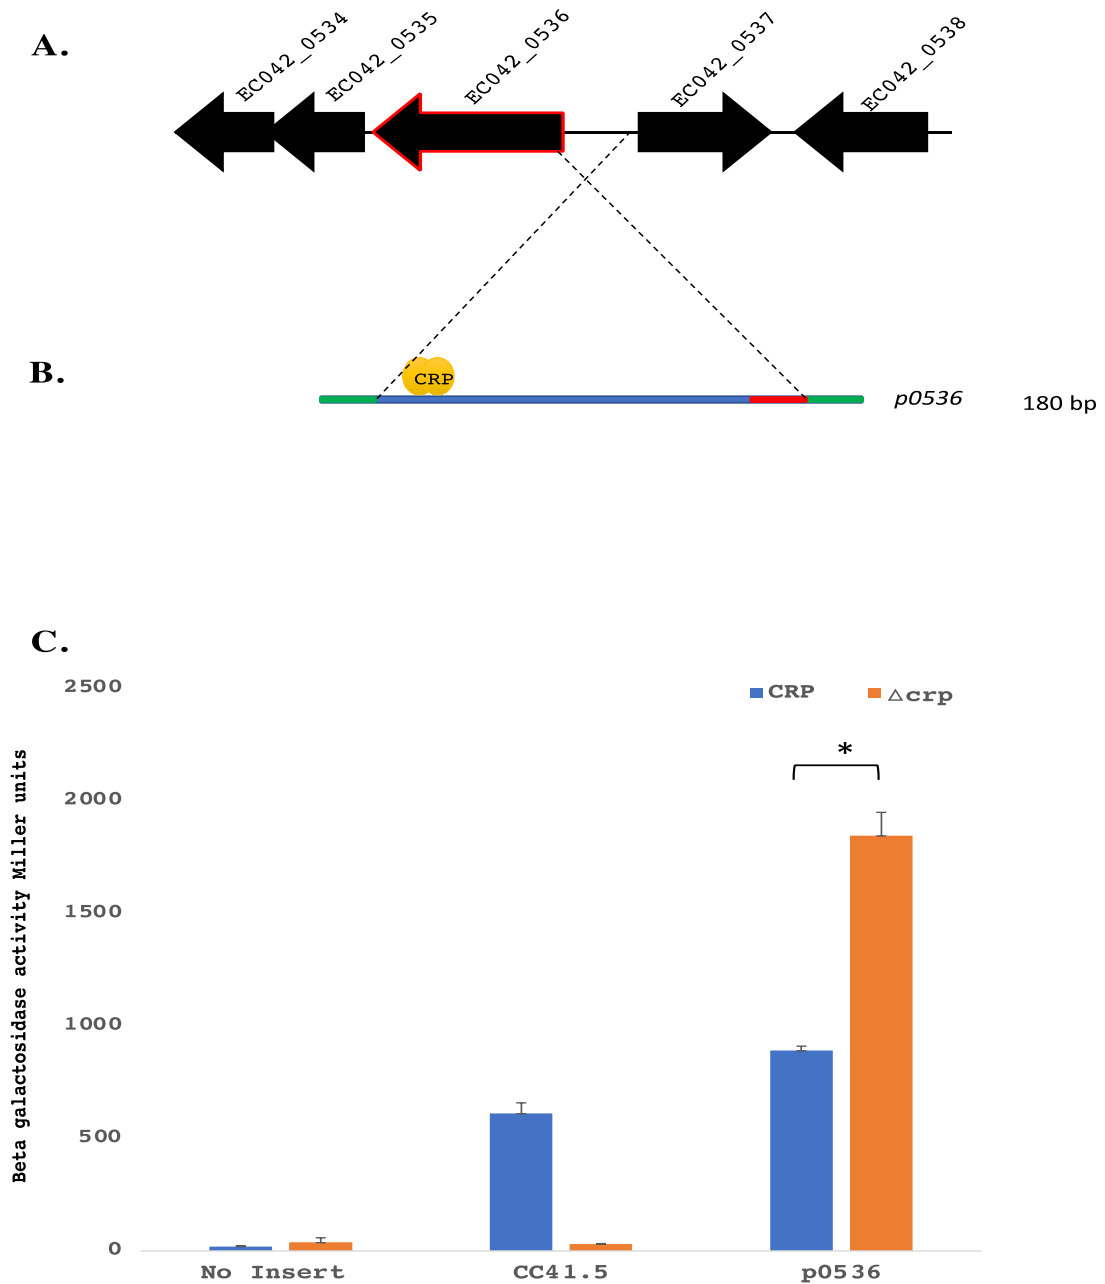 A.
EC042_0534
EC042_0535
EC042_0536
EC042_0537
EC042_0538
B.
CRP
p0536
180 bp
C.
2500
2000
1500
1000
500
0
Beta galactosidase activity Miller units
CRP
△crp
*
No Insert
CC41.5
p0536